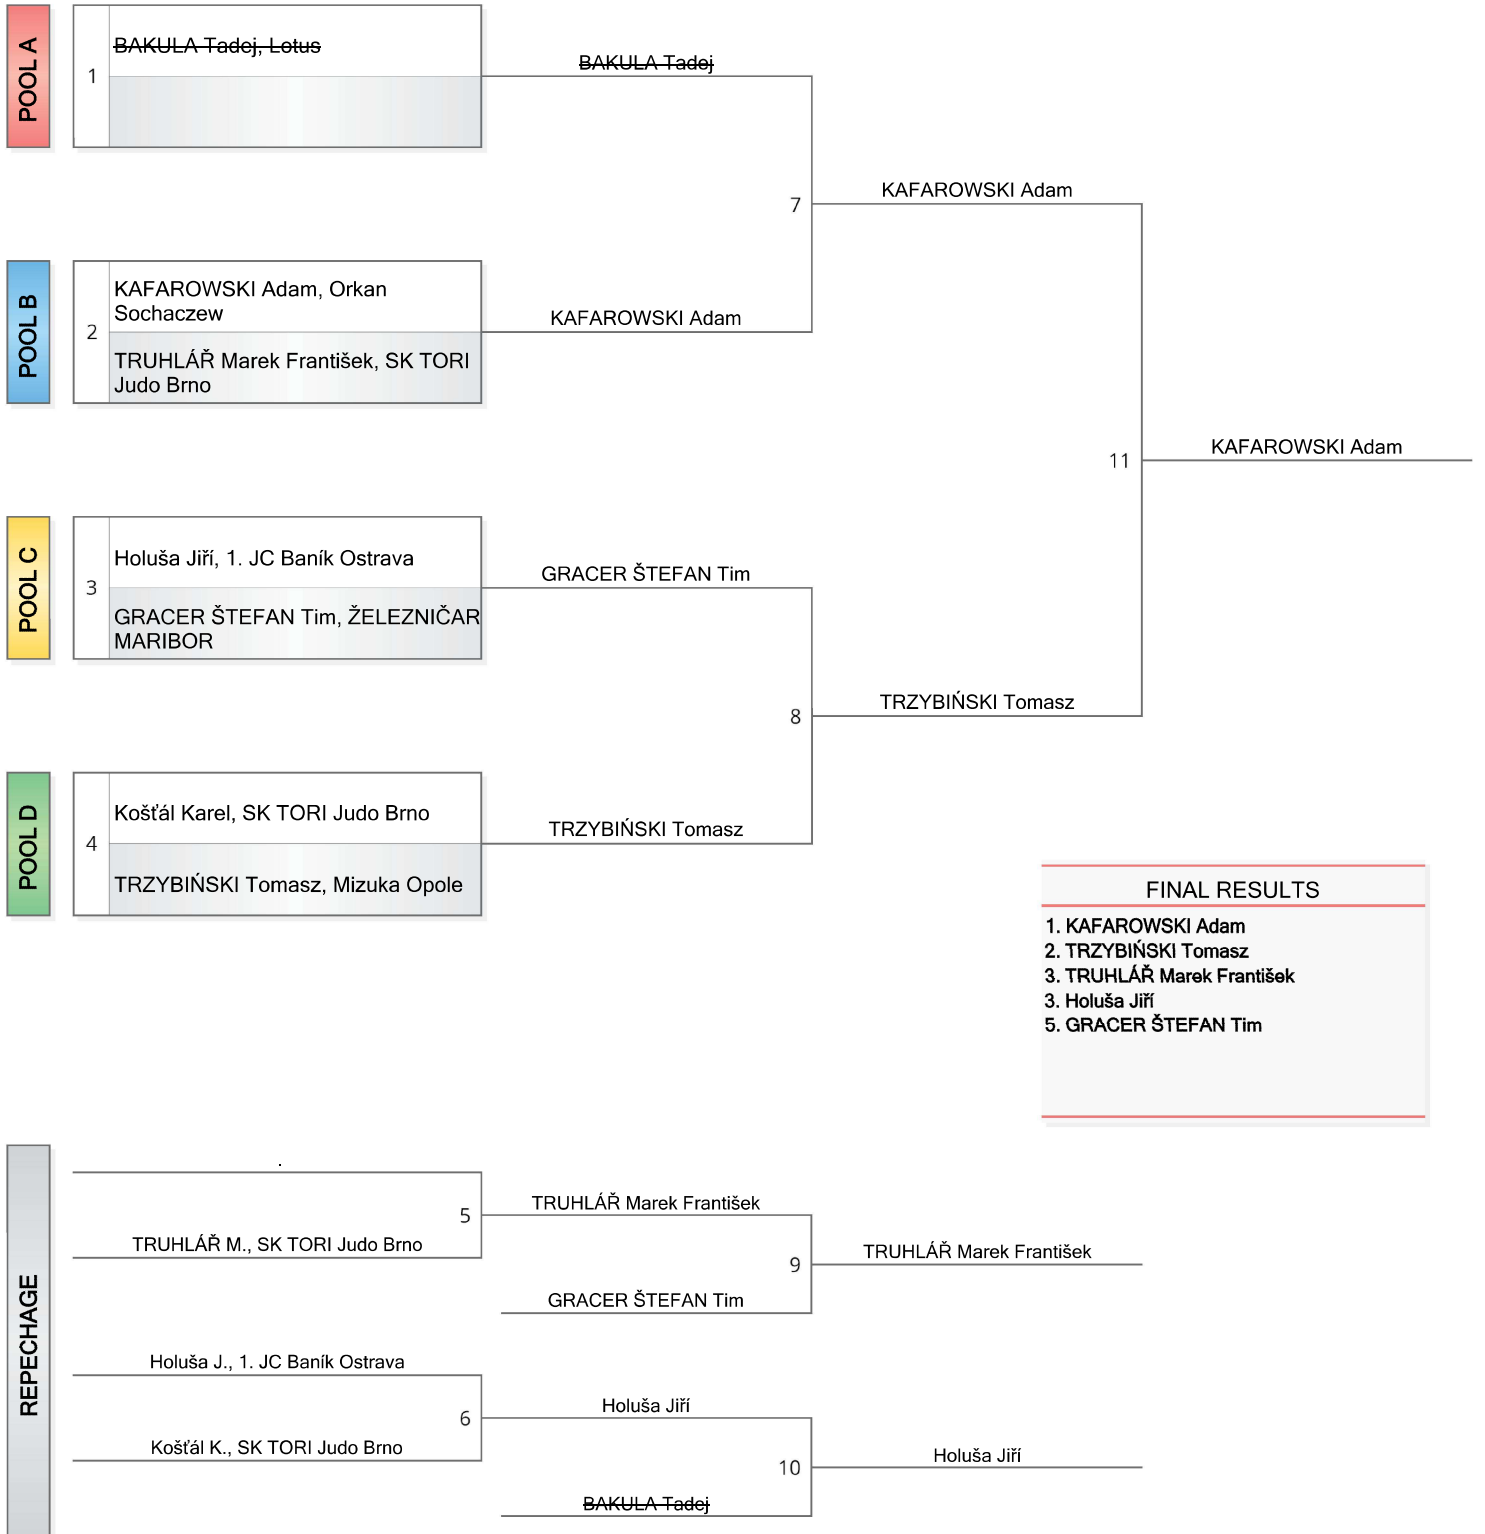 POOL A
1
BAKULA Tadej, Lotus
BAKULA Tadej
7
KAFAROWSKI Adam
POOL B
2
KAFAROWSKI Adam, Orkan
Sochaczew
TRUHLÁŘ Marek František, SK TORI
Judo Brno
KAFAROWSKI Adam
11
KAFAROWSKI Adam
POOL C
3
Holuša Jiří, 1. JC Baník Ostrava
GRACER ŠTEFAN Tim, ŽELEZNIČAR
MARIBOR
GRACER ŠTEFAN Tim
8
TRZYBIŃSKI Tomasz
POOL D
4
Košťál Karel, SK TORI Judo Brno
TRZYBIŃSKI Tomasz, Mizuka Opole
TRZYBIŃSKI Tomasz
FINAL RESULTS
1. KAFAROWSKI Adam
2. TRZYBIŃSKI Tomasz
3. TRUHLÁŘ Marek František
3. Holuša Jiří
5. GRACER ŠTEFAN Tim
REPECHAGE
.
5
TRUHLÁŘ M., SK TORI Judo Brno
TRUHLÁŘ Marek František
9
GRACER ŠTEFAN Tim
TRUHLÁŘ Marek František
Holuša J., 1. JC Baník Ostrava
6
Košťál K., SK TORI Judo Brno
Holuša Jiří
10
BAKULA Tadej
Holuša Jiří